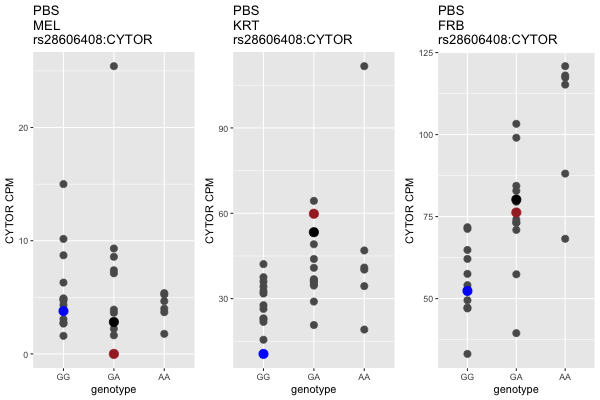 PBS
MEL
rs28606408:CYTOR
CYTOR CPM
20
10
0
GG GA AA
genotype
PBS
KRT
rs28606408:CYTOR
CYTOR CPM
90
60
30
GG GA AA
genotype
PBS
FRB
rs28606408:CYTOR
CYTOR CPM
125
100
75
50
GG GA AA
genotype